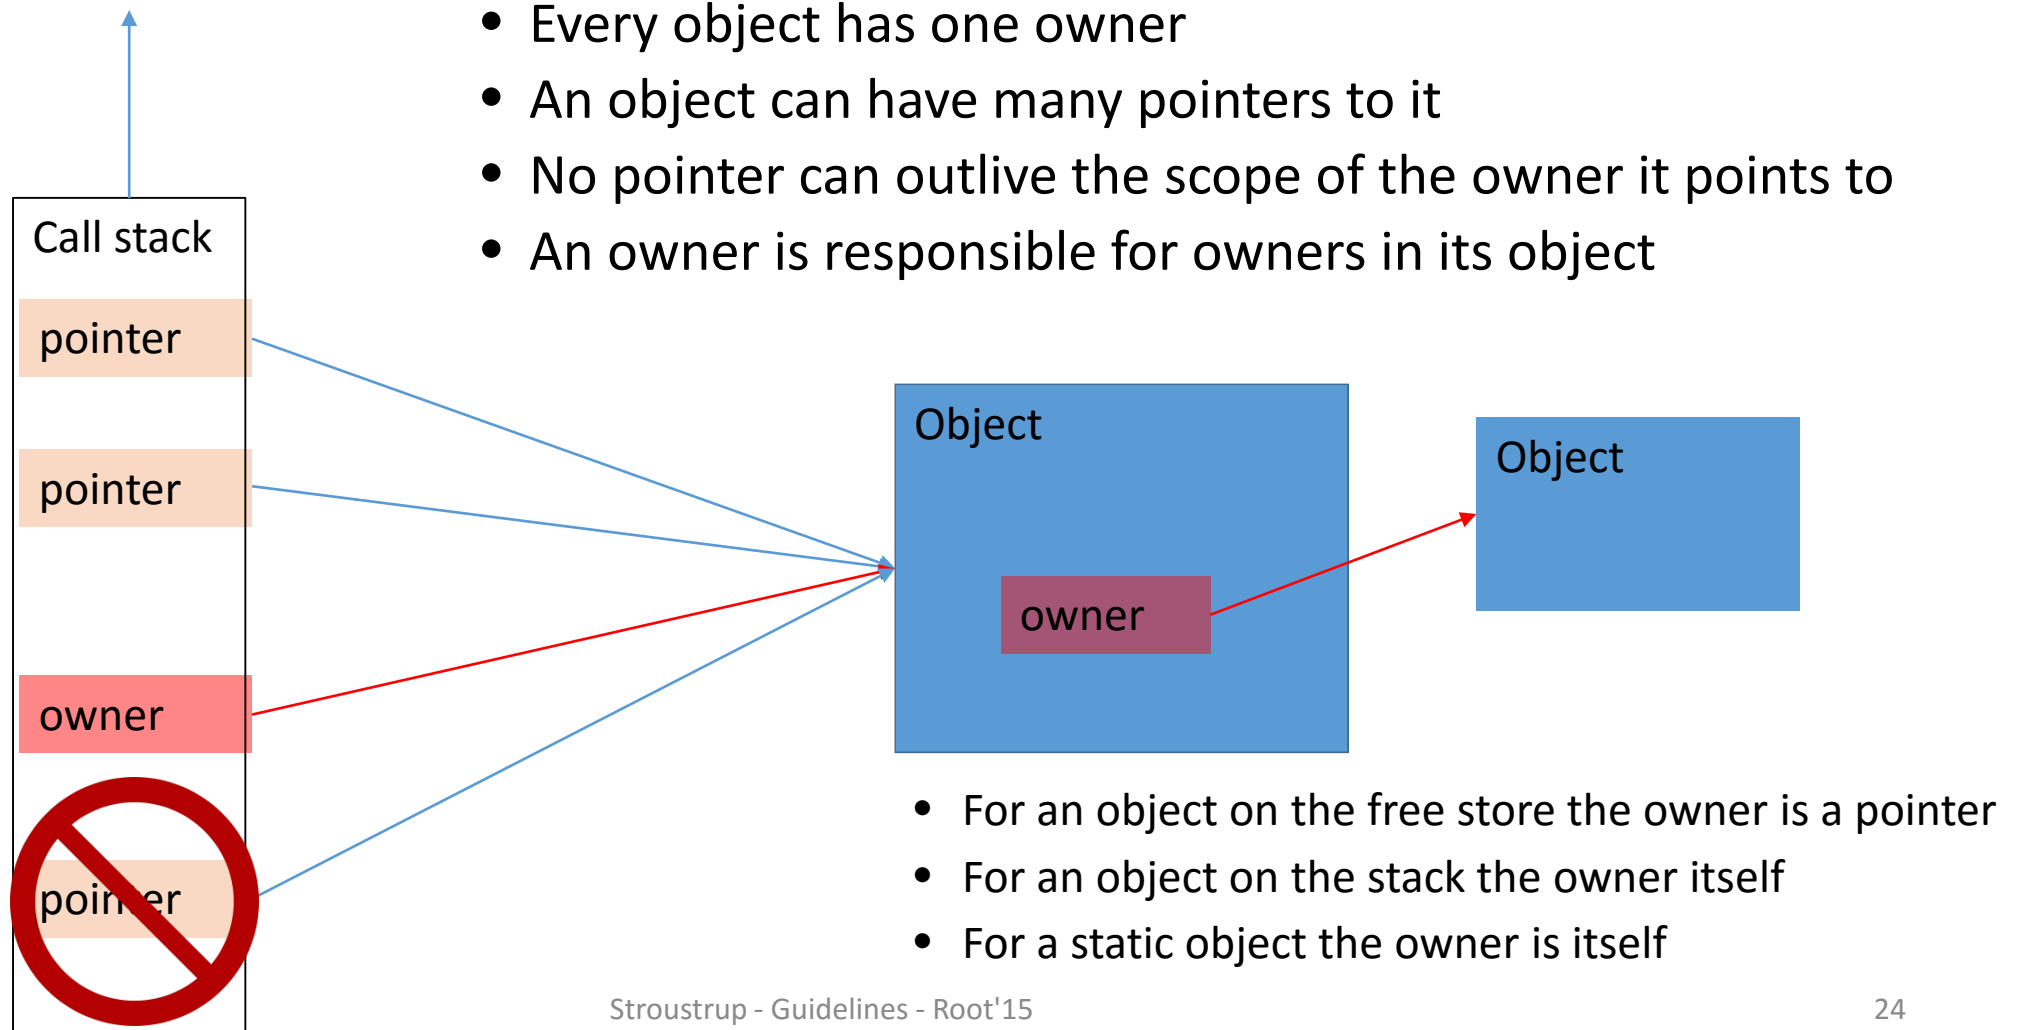 • Every object has one owner
• An object can have many pointers to it
• No pointer can outlive the scope of the owner it points to
• An owner is responsible for owners in its object
Call stack
pointer
pointer
owner
pointer
Object
owner
Object
• For an object on the free store the owner is a pointer
• For an object on the stack the owner itself
• For a static object the owner is itself
Stroustrup - Guidelines - Root'15
24